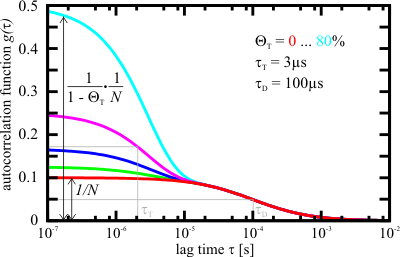 autocorrelation function g(τ)
0.5
0.4
0.3
0.2
0.1
0
Θ_T = 0 ... 80%
τ_T = 3µs
τ_D = 100µs
1/(1 - Θ_T) · 1/N
1/N
τ_T
τ_D
10⁻⁷ 10⁻⁶ 10⁻⁵ 10⁻⁴ 10⁻³ 10⁻²
lag time τ [s]